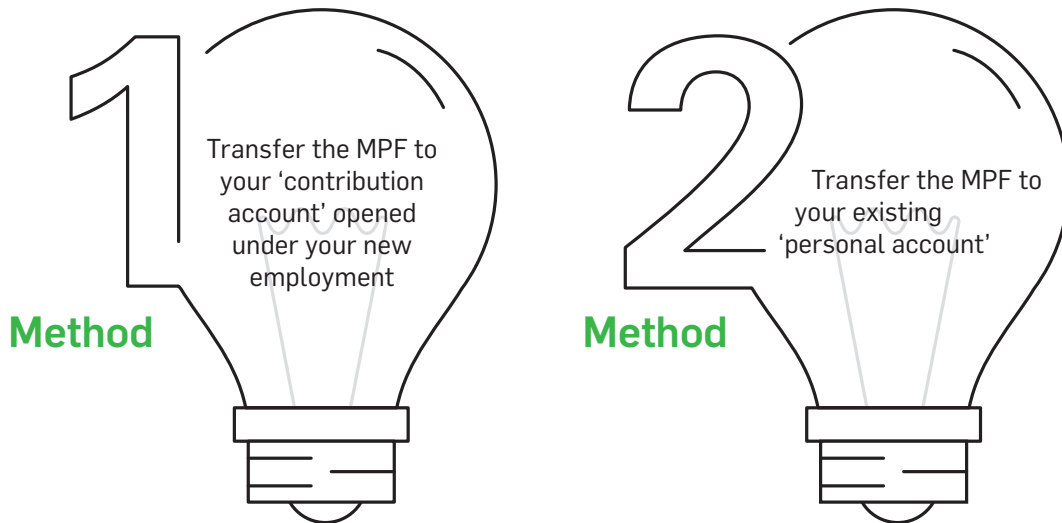 1
Transfer the MPF to
your ‘contribution
account’ opened
under your new
employment
Method
2
Transfer the MPF to
your existing
‘personal account’
Method